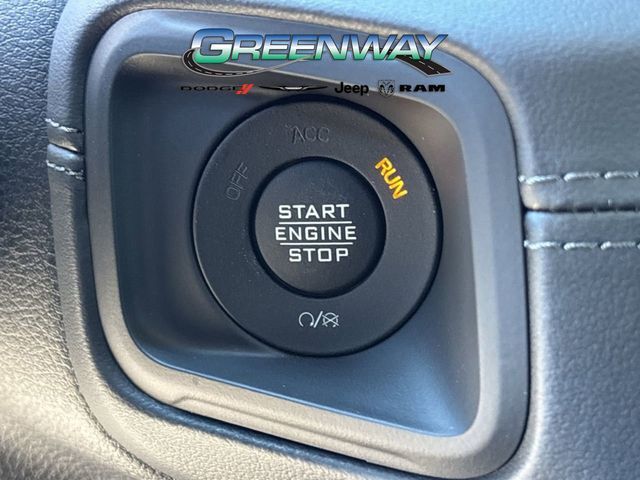 GREENWAY
DODGE Jeep RAM
ACC
OFF
RUN
START
ENGINE
STOP